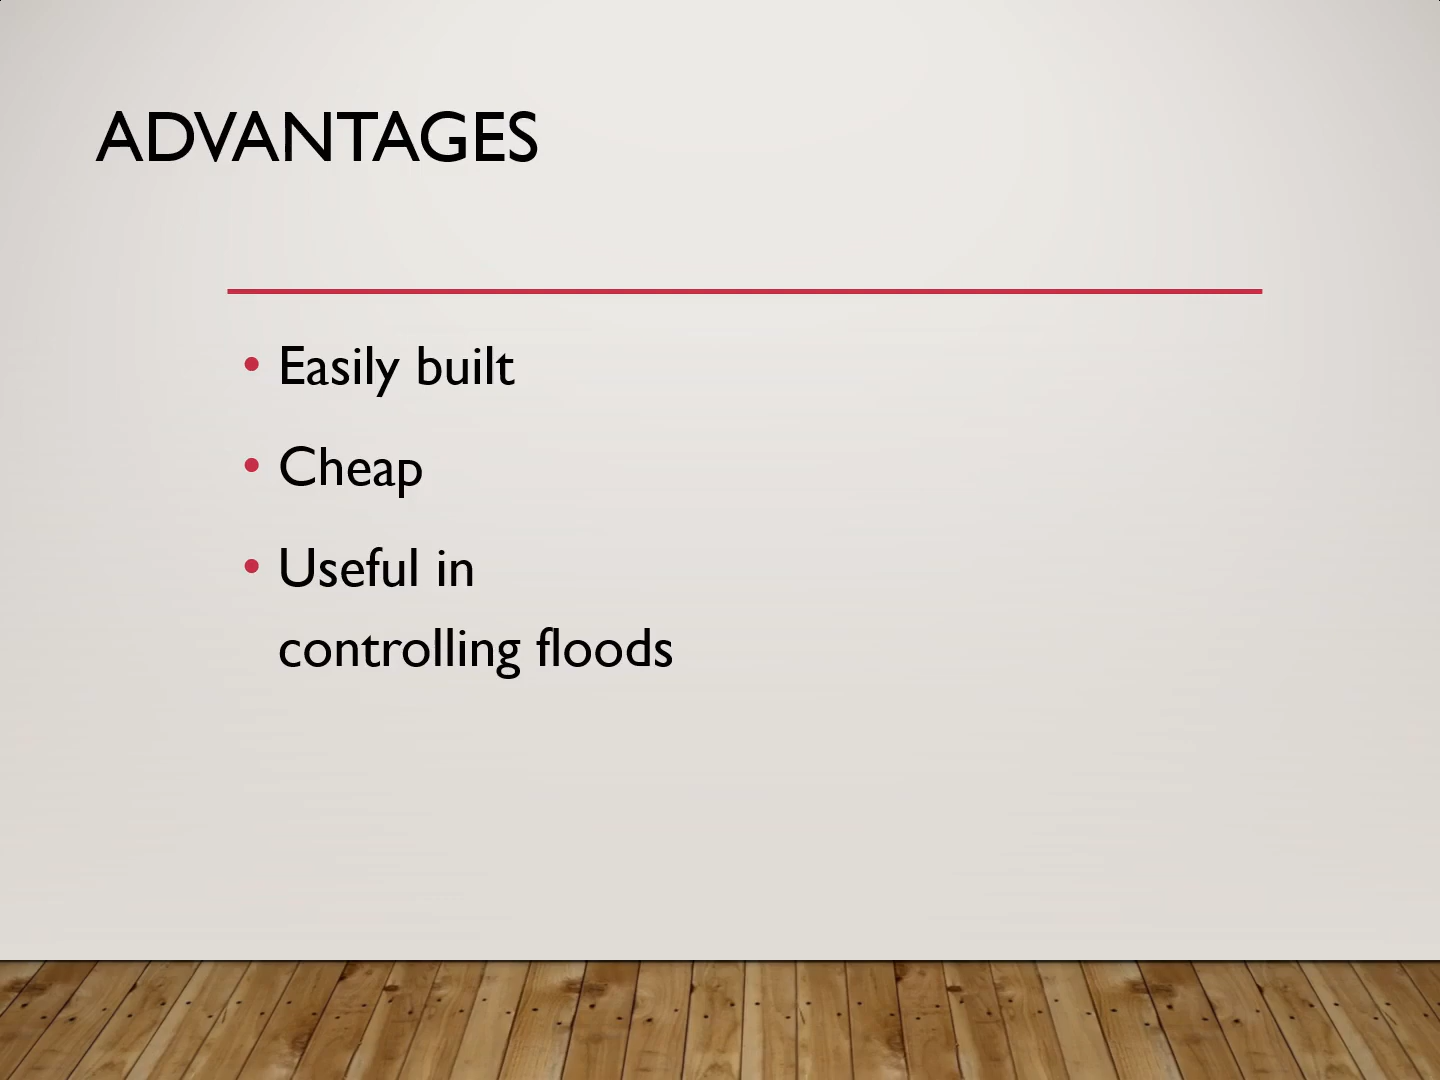 ADVANTAGES
• Easily built
• Cheap
• Useful in
controlling floods